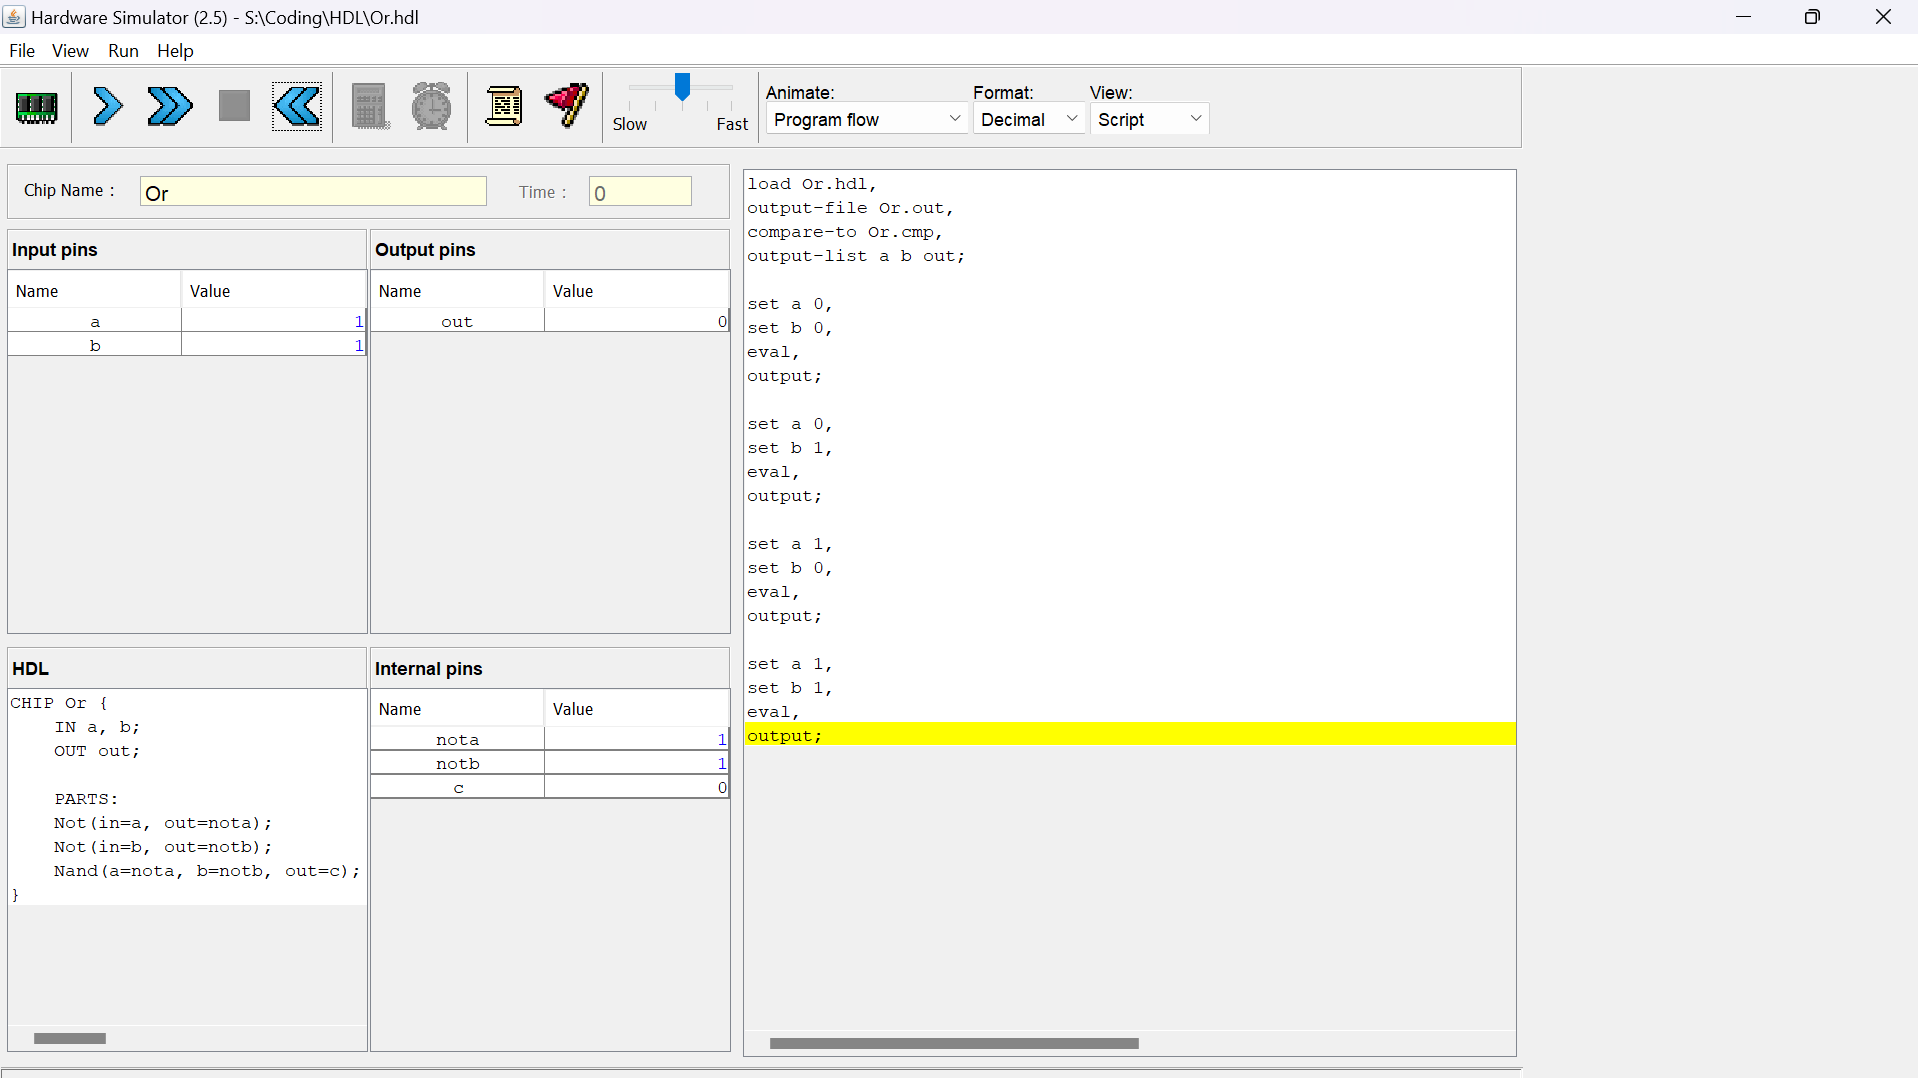 Hardware Simulator (2.5) - S:\Coding\HDL\Or.hdl
File View Run Help
Slow Fast
Animate: Format: View:
Program flow Decimal Script
Chip Name : Or Time : 0
Input pins
Name Value
a 1
b 1
Output pins
Name Value
out 0
HDL
CHIP Or {
    IN a, b;
    OUT out;

    PARTS:
    Not(in=a, out=nota);
    Not(in=b, out=notb);
    Nand(a=nota, b=notb, out=c);
}
Internal pins
Name Value
nota 1
notb 1
c 0
load Or.hdl,
output-file Or.out,
compare-to Or.cmp,
output-list a b out;

set a 0,
set b 0,
eval,
output;

set a 0,
set b 1,
eval,
output;

set a 1,
set b 0,
eval,
output;

set a 1,
set b 1,
eval,
output;